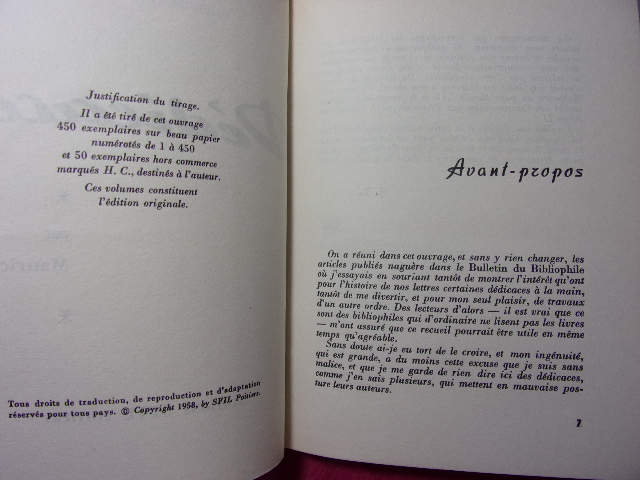 Justification du tirage.
Il a été tiré de cet ouvrage
450 exemplaires sur beau papier
numérotés de 1 à 450
et 50 exemplaires hors commerce
marqués H. C., destinés à l'auteur.
Ces volumes constituent
l'édition originale.
Tous droits de traduction, de reproduction et d'adaptation
réservés pour tous pays. © Copyright 1958, by SFIL Poitiers.
Avant-propos
On a réuni dans cet ouvrage, et sans y rien changer, les
articles publiés naguère dans le Bulletin du Bibliophile
où j'essayais en souriant tantôt de montrer l'intérêt qu'ont
pour l'histoire de nos lettres certaines dédicaces à la main,
tantôt de me divertir, et pour mon seul plaisir, de travaux
d'un autre ordre. Des lecteurs d'alors — il est vrai que ce
sont des bibliophiles qui d'ordinaire ne lisent pas les livres
— m'ont assuré que ce recueil pourrait être utile en même
temps qu'agréable.
Sans doute ai-je eu tort de le croire, et mon ingénuité,
qui est grande, a du moins cette excuse que je suis sans
malice, et que je me garde de rien dire ici des dédicaces,
comme j'en sais plusieurs, qui mettent en mauvaise pos-
ture leurs auteurs.
7